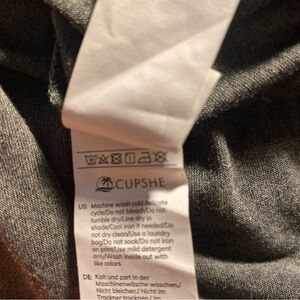 CUPSHE
US: Machine wash cold delicate
cycle/Do not bleach/Do not
tumble dry/Line dry in
shade/Cool iron if needed/Do
not dry clean/Use a laundry
bag/Do not soak/Do not iron
on print/Use mild detergent
only/Wash inside out with
like colors
DE: Kalt und zart in der
Maschinenwäsche waschen./
Nicht bleichen./ Nicht im
Trockner trocknen./ Im